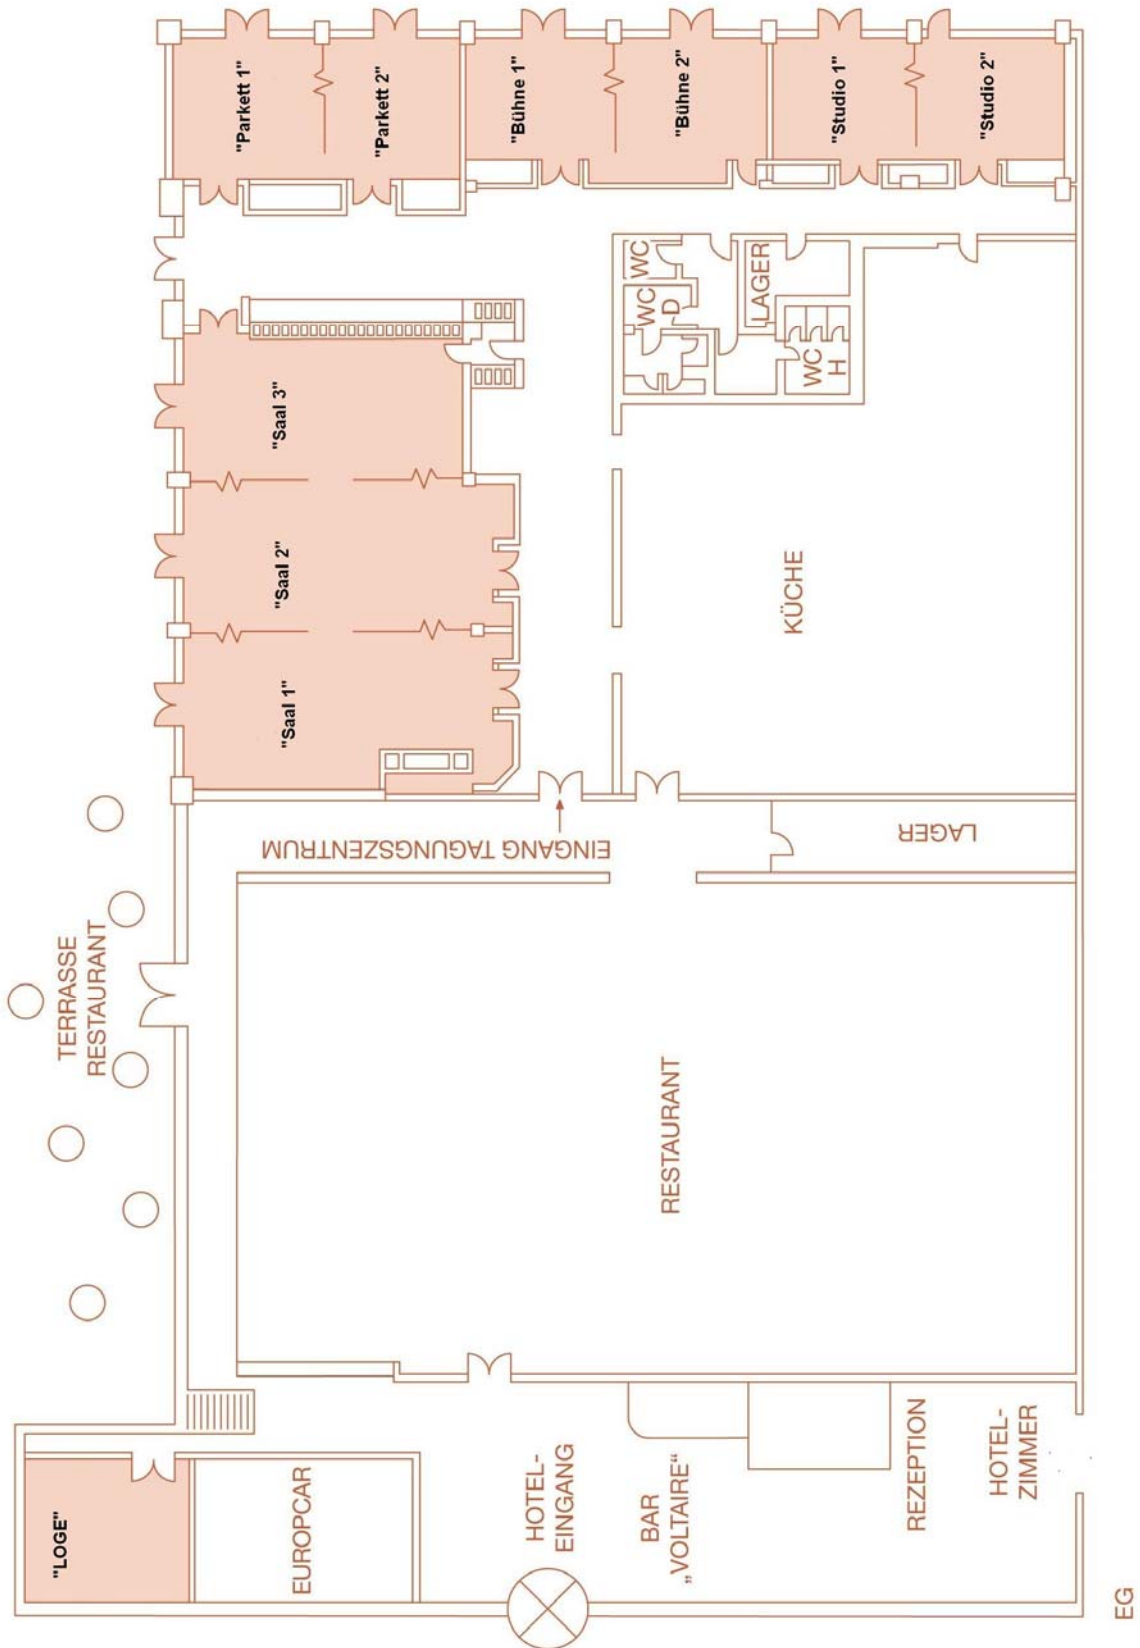 "Parkett 1"
"Parkett 2"
"Bühne 1"
"Bühne 2"
"Studio 1"
"Studio 2"
"Saal 3"
"Saal 2"
"Saal 1"
WC
WC
D
LAGER
WC
H
KÜCHE
EINGANG TAGUNGSZENTRUM
LAGER
TERRASSE
RESTAURANT
RESTAURANT
"LOGE"
EUROPCAR
HOTEL-
EINGANG
BAR
„VOLTAIRE“
REZEPTION
HOTEL-
ZIMMER
EG